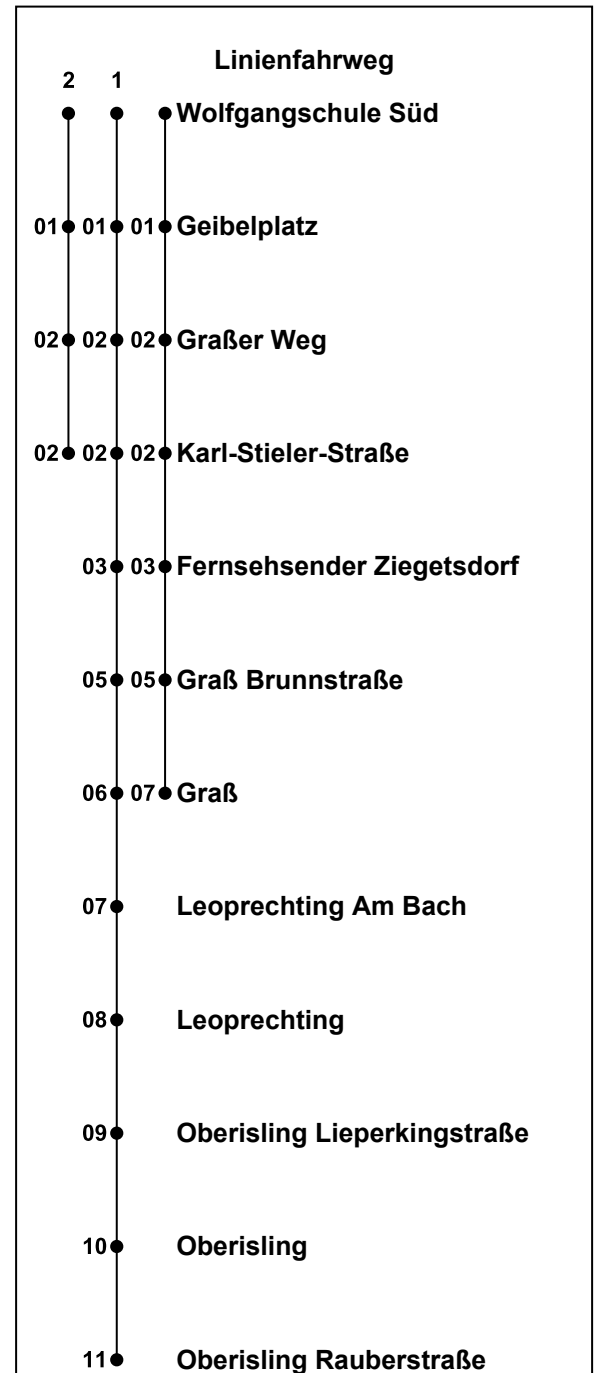 Linienfahrweg
2 1
Wolfgangschule Süd
01 01 01 Geibelplatz
02 02 02 Graßer Weg
02 02 02 Karl-Stieler-Straße
03 03 Fernsehsender Ziegetsdorf
05 05 Graß Brunnstraße
06 07 Graß
07 Leoprechting Am Bach
08 Leoprechting
09 Oberisling Lieperkingstraße
10 Oberisling
11 Oberisling Rauberstraße